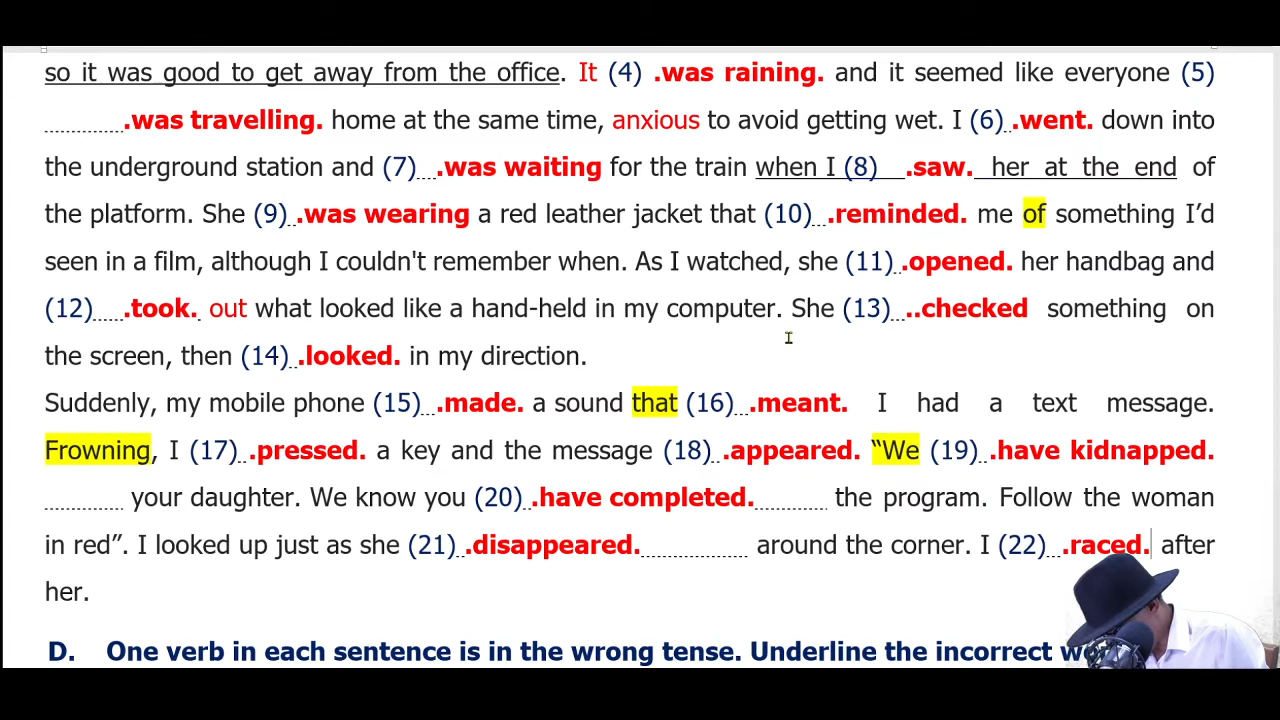 so it was good to get away from the office. It (4) .was raining. and it seemed like everyone (5)
............was travelling. home at the same time, anxious to avoid getting wet. I (6)...went. down into
the underground station and (7)....was waiting for the train when I (8) .saw. her at the end of
the platform. She (9)..was wearing a red leather jacket that (10)...reminded. me of something I'd
seen in a film, although I couldn't remember when. As I watched, she (11)..opened. her handbag and
(12).....took. out what looked like a hand-held in my computer. She (13)....checked something on
the screen, then (14)..looked. in my direction.
Suddenly, my mobile phone (15)...made. a sound that (16)...meant. I had a text message.
Frowning, I (17)..pressed. a key and the message (18)..appeared. “We (19)..have kidnapped.
............ your daughter. We know you (20)..have completed........... the program. Follow the woman
in red”. I looked up just as she (21)..disappeared................ around the corner. I (22)...raced. after
her.
D. One verb in each sentence is in the wrong tense. Underline the incorrect